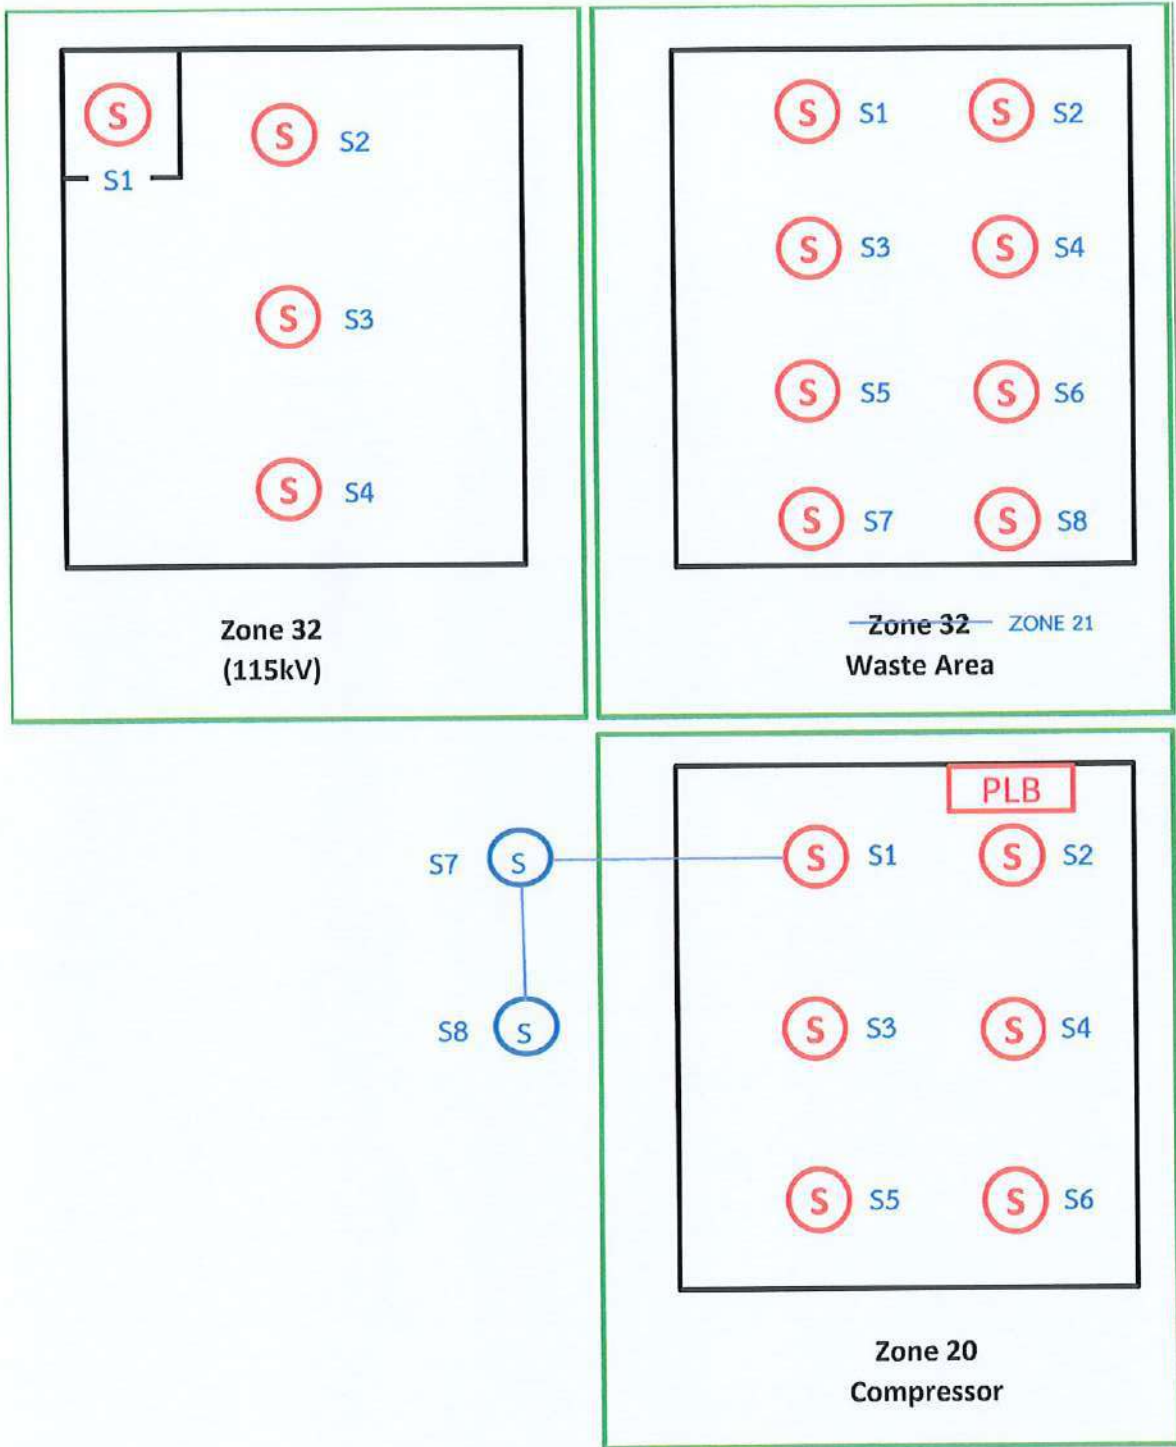 S
S1
S S2
S S3
S S4
Zone 32
(115kV)
S S1 S S2
S S3 S S4
S S5 S S6
S S7 S S8
Zone 32 ZONE 21
Waste Area
PLB
S7 S S S1 S S2
S8 S S S3 S S4
S S5 S S6
Zone 20
Compressor